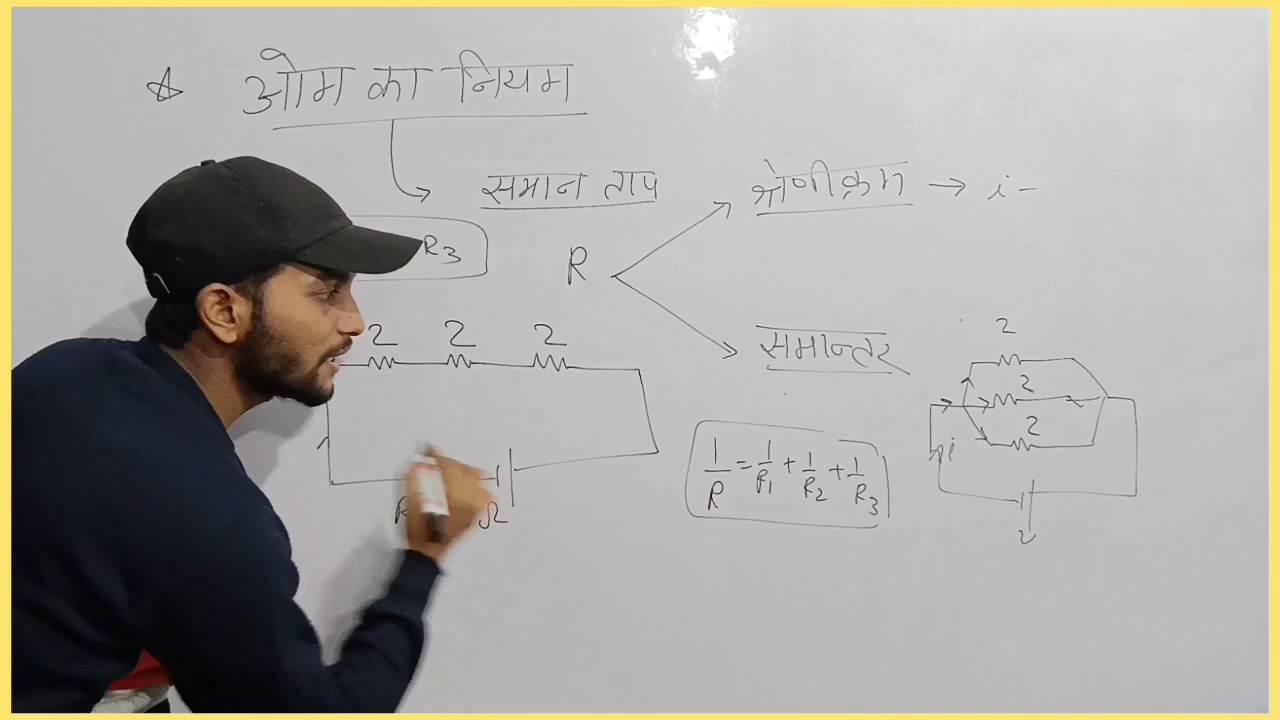 ☆ ओम का नियम
समान ताप
श्रेणीक्रम → i -
R3
R
2 2 2
समान्तर
2
2
2
i
1/R = 1/R1 + 1/R2 + 1/R3
R Ω